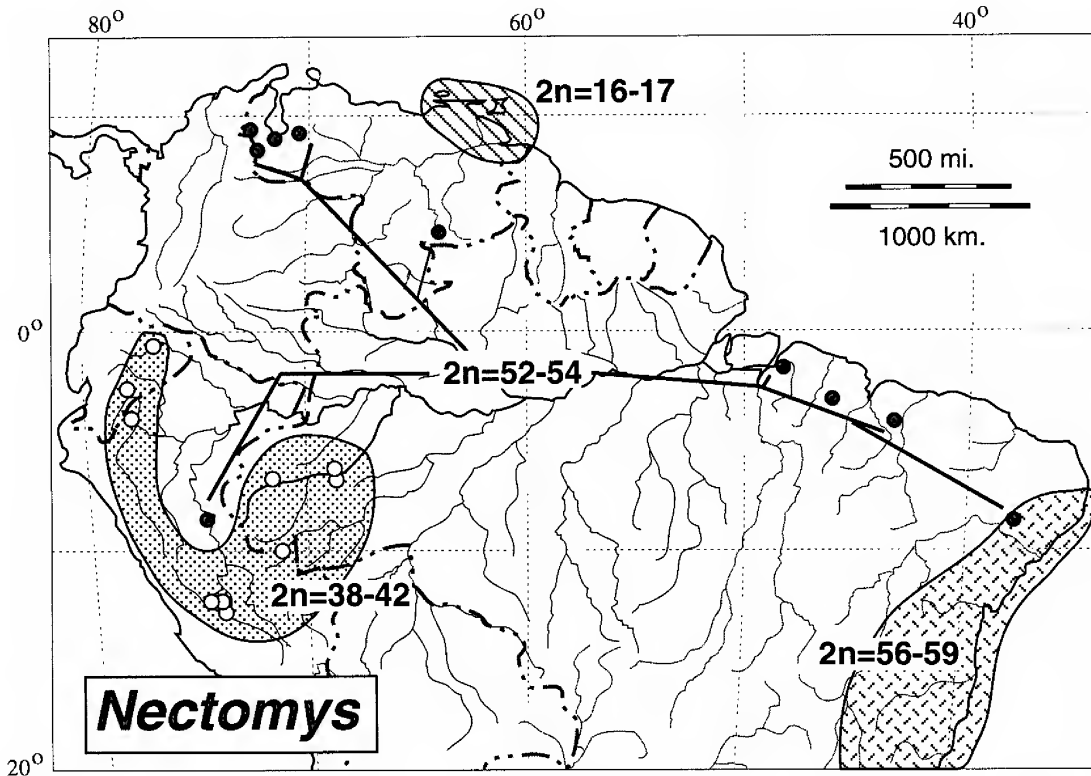 80° 60° 40°
2n=16-17
500 mi.
1000 km.
0°
2n=52-54
2n=38-42
2n=56-59
Nectomys
20°